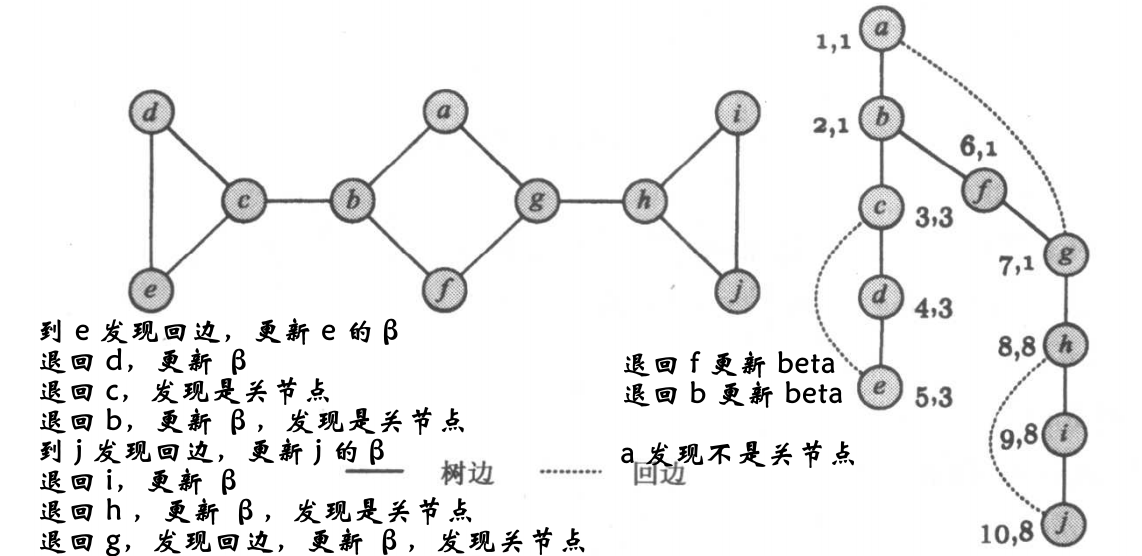 d
a
i
c
b
g
h
e
f
j
a
1,1
b
2,1
6,1
f
c
3,3
g
7,1
d
4,3
h
8,8
e
5,3
i
9,8
j
10,8
到 e 发现回边，更新 e 的 β
退回 d，更新 β
退回 c，发现是关节点
退回 b，更新 β，发现是关节点
到 j 发现回边，更新 j 的 β
退回 i，更新 β
退回 h，更新 β，发现是关节点
退回 g，发现回边，更新 β，发现关节点
退回 f 更新 beta
退回 b 更新 beta
a 发现不是关节点
树边
回边